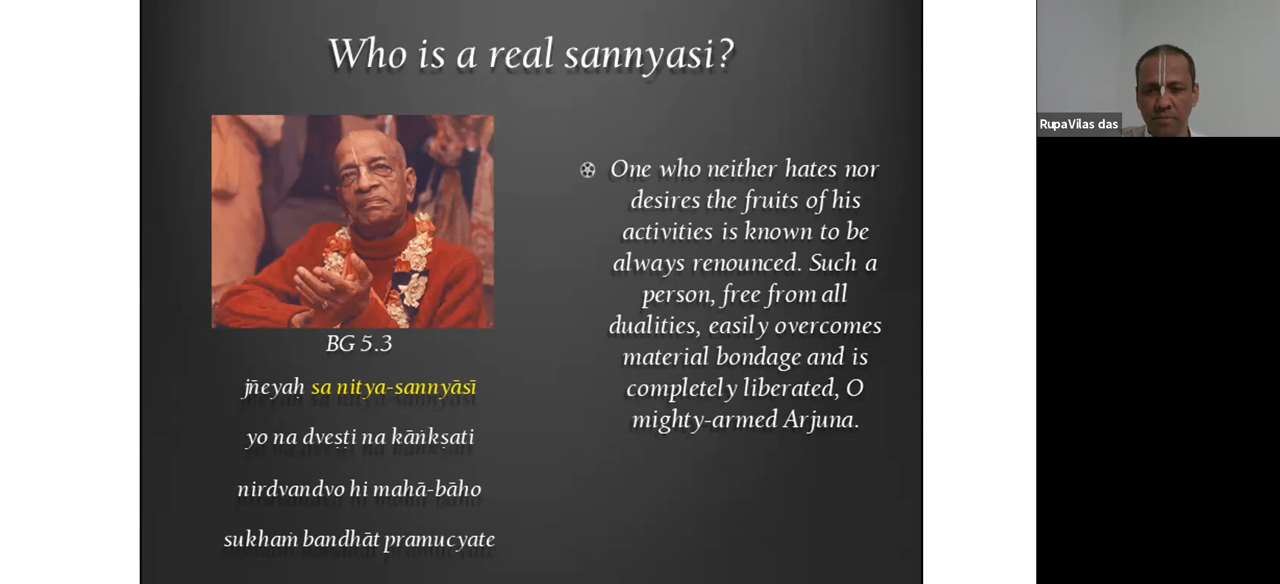 Who is a real sannyasi?
BG 5.3
jñeyaḥ sa nitya-sannyāsī
yo na dveṣṭi na kāṅkṣati
nirdvandvo hi mahā-bāho
sukhaṁ bandhāt pramucyate
One who neither hates nor
desires the fruits of his
activities is known to be
always renounced. Such a
person, free from all
dualities, easily overcomes
material bondage and is
completely liberated, O
mighty-armed Arjuna.
RupaVilas das